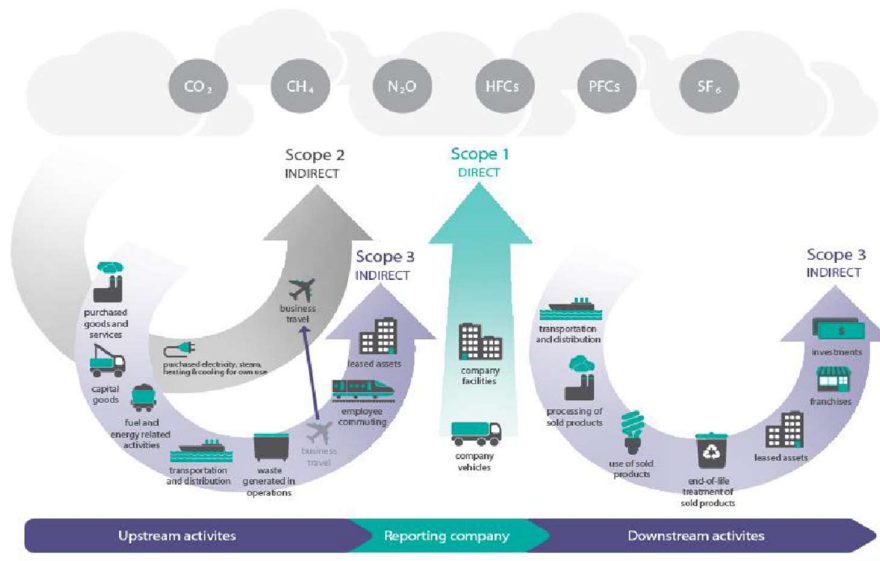 CO₂
CH₄
N₂O
HFCs
PFCs
SF₆
Scope 2
INDIRECT
Scope 1
DIRECT
Scope 3
INDIRECT
Scope 3
INDIRECT
purchased
goods and
services
capital
goods
fuel and
energy related
activities
purchased electricity, steam,
heating & cooling for own use
transportation
and distribution
waste
generated in
operations
business
travel
business
travel
employee
commuting
leased assets
company
facilities
company
vehicles
transportation
and distribution
processing of
sold products
use of sold
products
end-of-life
treatment of
sold products
leased assets
franchises
investments
$
Upstream activites
Reporting company
Downstream activites